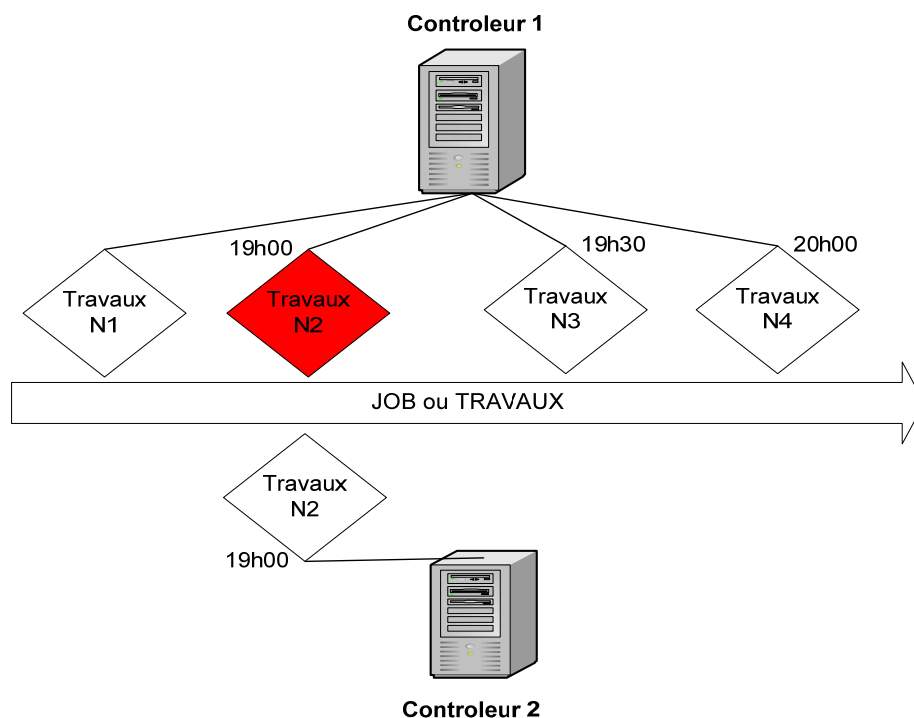 Controleur 1
19h00
19h30
20h00
Travaux
N1
Travaux
N2
Travaux
N3
Travaux
N4
JOB ou TRAVAUX
Travaux
N2
19h00
Controleur 2